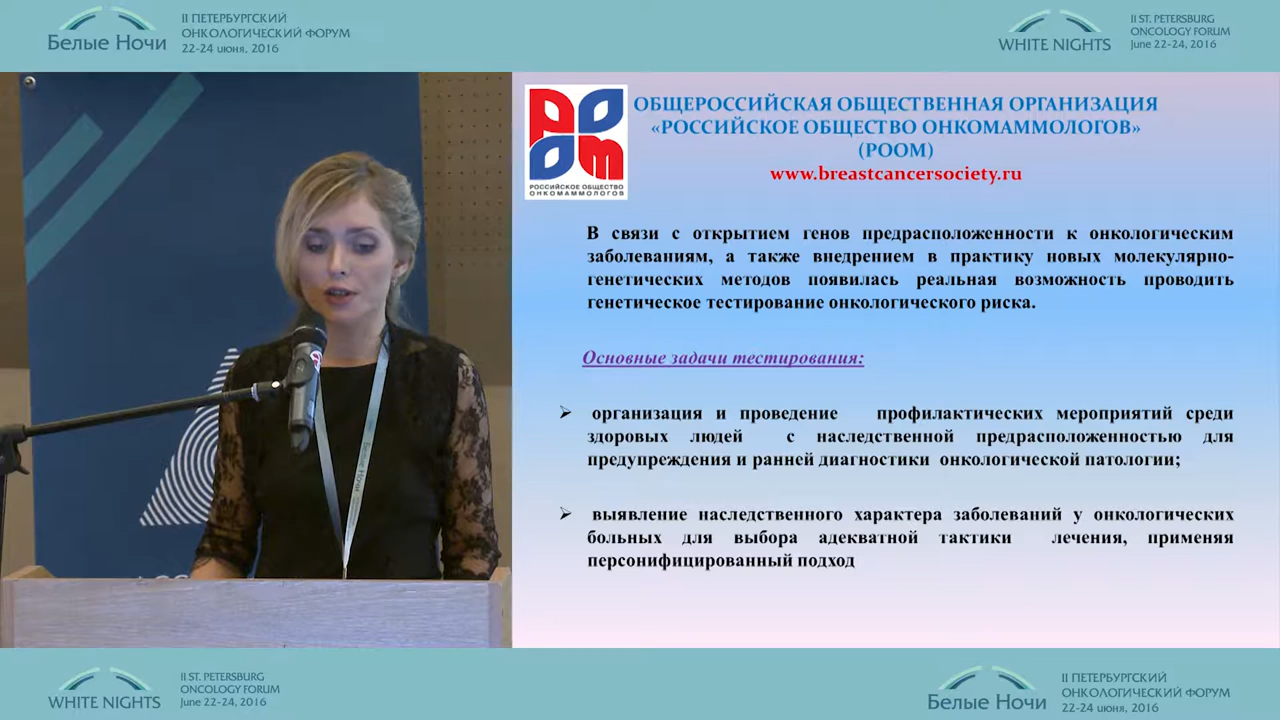 Белые Ночи
II ПЕТЕРБУРГСКИЙ
ОНКОЛОГИЧЕСКИЙ ФОРУМ
22-24 июня, 2016
WHITE NIGHTS
II ST. PETERSBURG
ONCOLOGY FORUM
June 22-24, 2016
РООМ
РОССИЙСКОЕ ОБЩЕСТВО
ОНКОМАММОЛОГОВ
ОБЩЕРОССИЙСКАЯ ОБЩЕСТВЕННАЯ ОРГАНИЗАЦИЯ
«РОССИЙСКОЕ ОБЩЕСТВО ОНКОМАММОЛОГОВ»
(РООМ)
www.breastcancersociety.ru
В связи с открытием генов предрасположенности к онкологическим
заболеваниям, а также внедрением в практику новых молекулярно-
генетических методов появилась реальная возможность проводить
генетическое тестирование онкологического риска.
Основные задачи тестирования:
организация и проведение профилактических мероприятий среди
здоровых людей с наследственной предрасположенностью для
предупреждения и ранней диагностики онкологической патологии;
выявление наследственного характера заболеваний у онкологических
больных для выбора адекватной тактики лечения, применяя
персонифицированный подход
Белые Ночи
WHITE NIGHTS
II ST. PETERSBURG
ONCOLOGY FORUM
June 22-24, 2016
Белые Ночи
II ПЕТЕРБУРГСКИЙ
ОНКОЛОГИЧЕСКИЙ ФОРУМ
22-24 июня, 2016